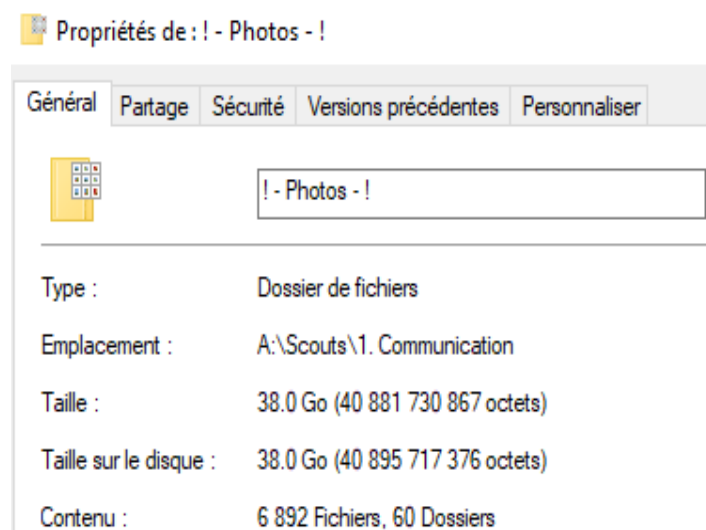 Propriétés de : ! - Photos - !
Général Partage Sécurité Versions précédentes Personnaliser
! - Photos - !
Type : Dossier de fichiers
Emplacement : A:\Scouts\1. Communication
Taille : 38.0 Go (40 881 730 867 octets)
Taille sur le disque : 38.0 Go (40 895 717 376 octets)
Contenu : 6 892 Fichiers, 60 Dossiers